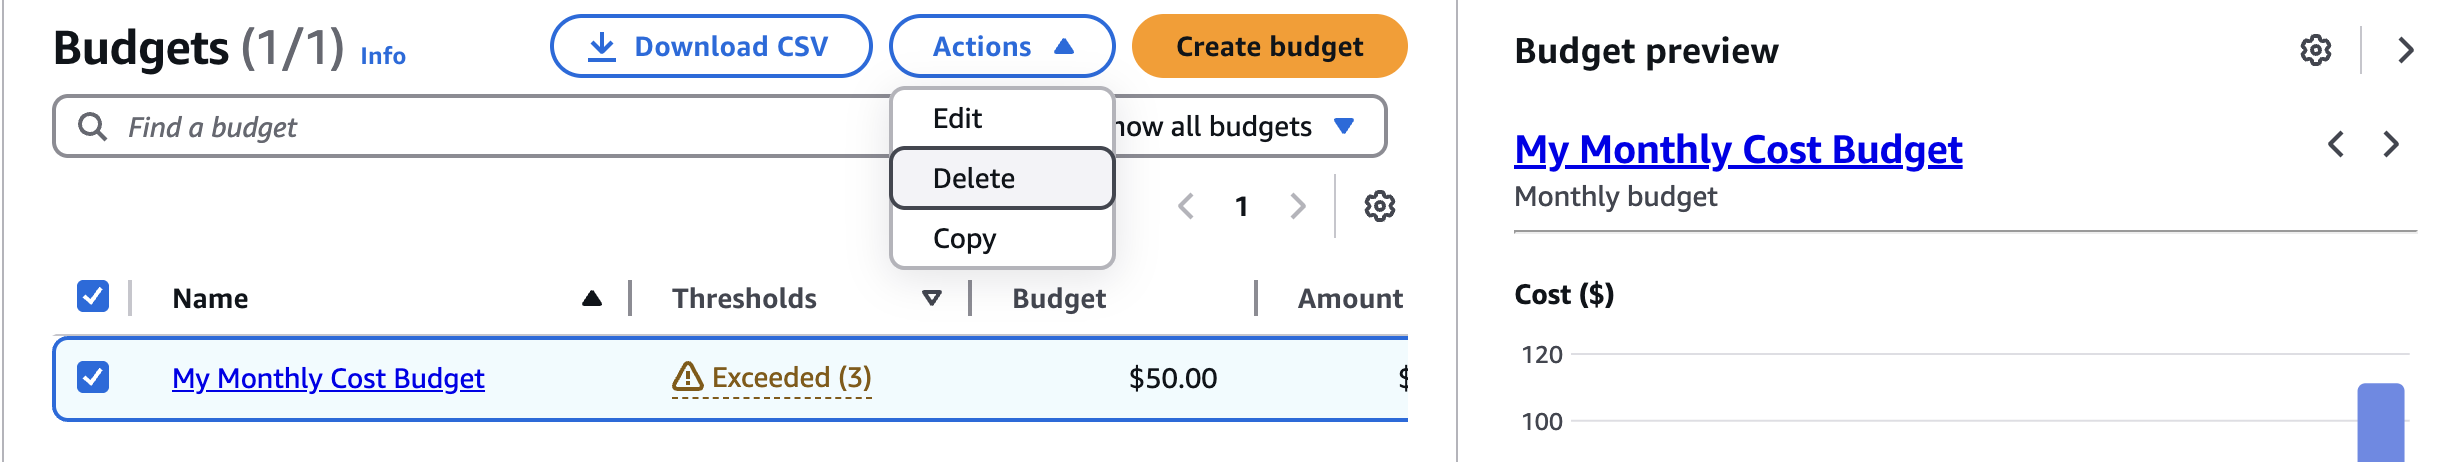 Budgets (1/1) Info
Download CSV
Actions
Create budget
Find a budget
how all budgets
Edit
Delete
Copy
1
Name
Thresholds
Budget
Amount
My Monthly Cost Budget
Exceeded (3)
$50.00
$
Budget preview
My Monthly Cost Budget
Monthly budget
Cost ($)
120
100